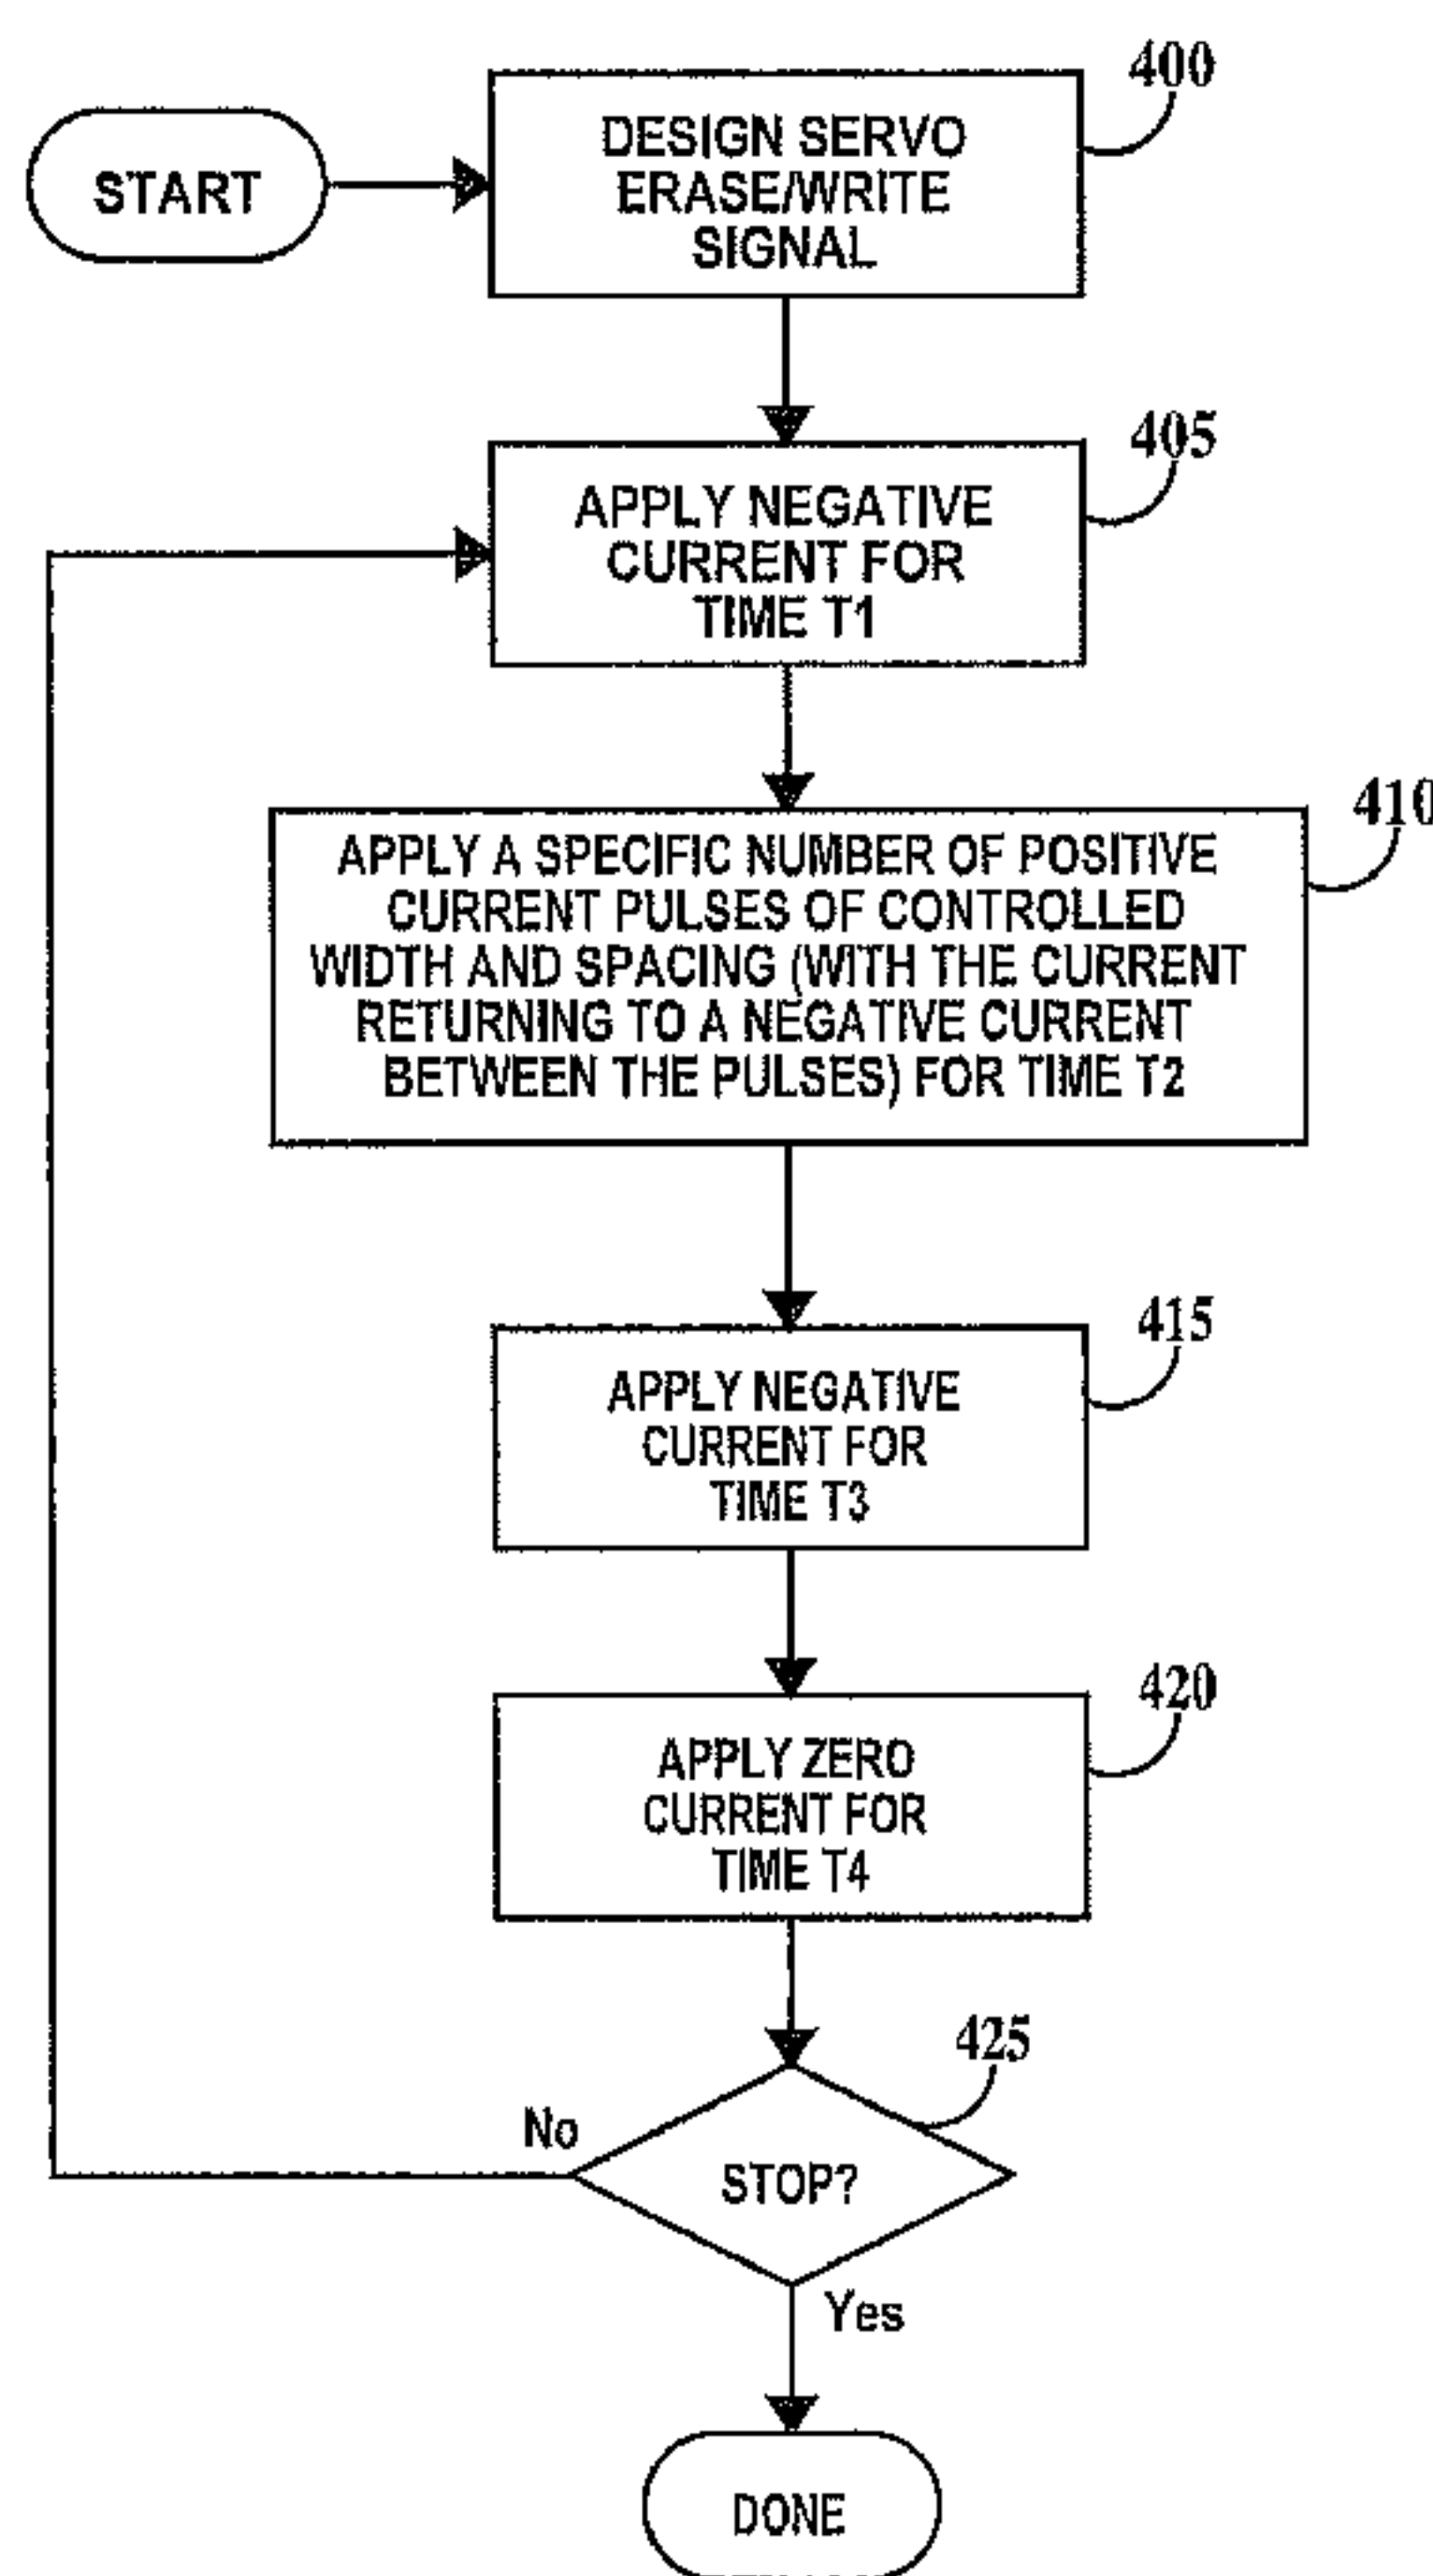 START
400
DESIGN SERVO
ERASE/WRITE
SIGNAL
405
APPLY NEGATIVE
CURRENT FOR
TIME T1
410
APPLY A SPECIFIC NUMBER OF POSITIVE
CURRENT PULSES OF CONTROLLED
WIDTH AND SPACING (WITH THE CURRENT
RETURNING TO A NEGATIVE CURRENT
BETWEEN THE PULSES) FOR TIME T2
415
APPLY NEGATIVE
CURRENT FOR
TIME T3
420
APPLY ZERO
CURRENT FOR
TIME T4
425
No
STOP?
Yes
DONE